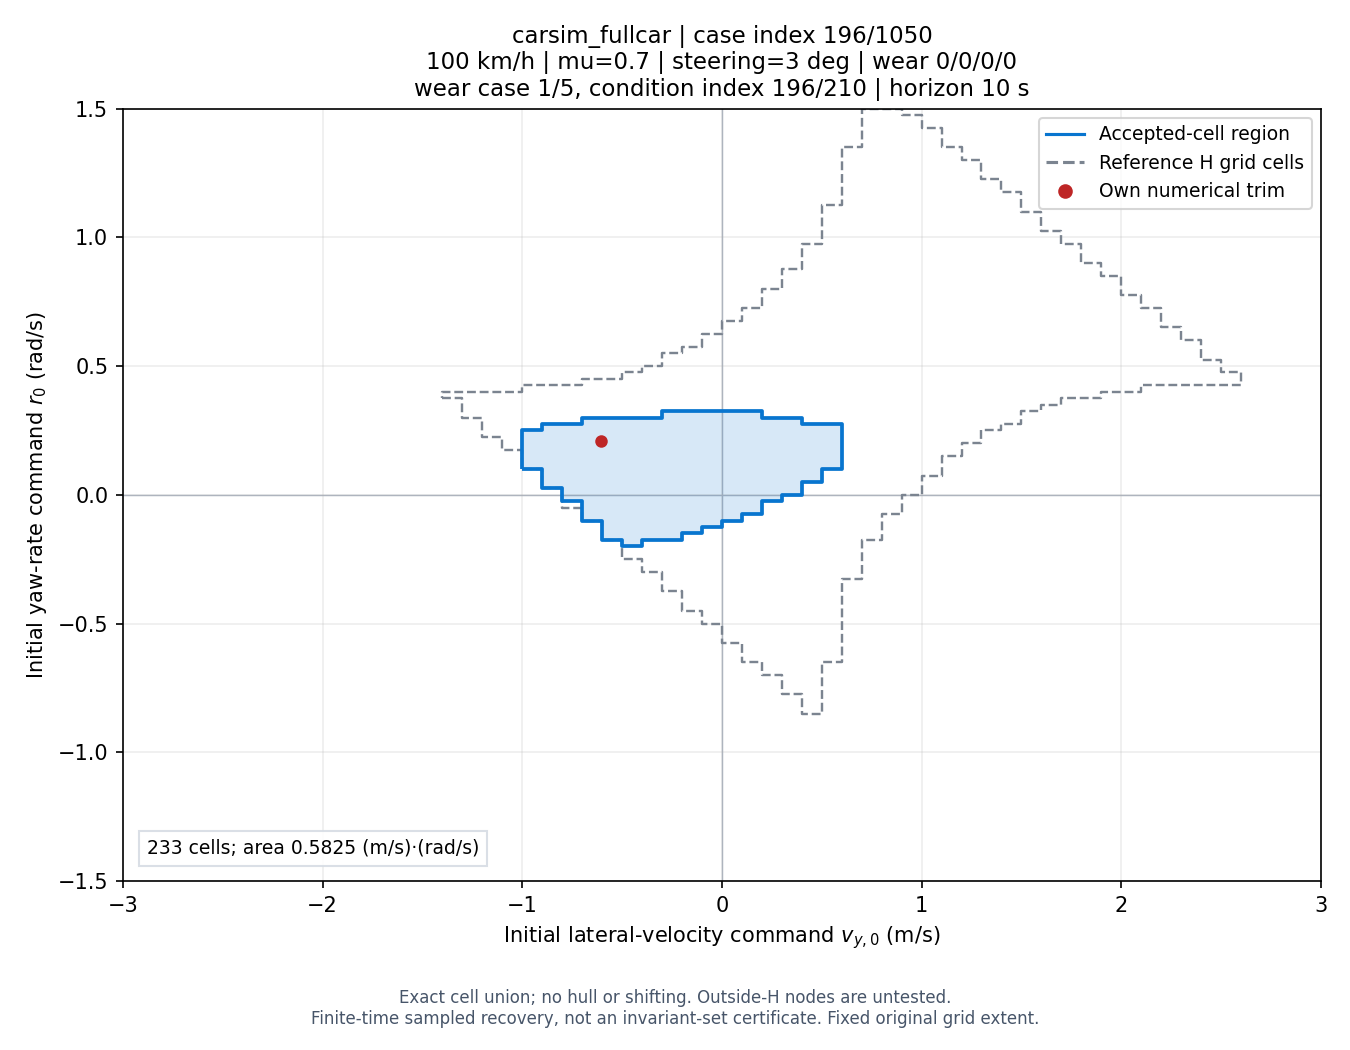 carsim_fullcar | case index 196/1050
100 km/h | mu=0.7 | steering=3 deg | wear 0/0/0/0
wear case 1/5, condition index 196/210 | horizon 10 s
Accepted-cell region
Reference H grid cells
Own numerical trim
1.5
1.0
0.5
0.0
−0.5
−1.0
−1.5
Initial yaw-rate command r₀ (rad/s)
233 cells; area 0.5825 (m/s)·(rad/s)
−3
−2
−1
0
1
2
3
Initial lateral-velocity command v_{y,0} (m/s)
Exact cell union; no hull or shifting. Outside-H nodes are untested.
Finite-time sampled recovery, not an invariant-set certificate. Fixed original grid extent.